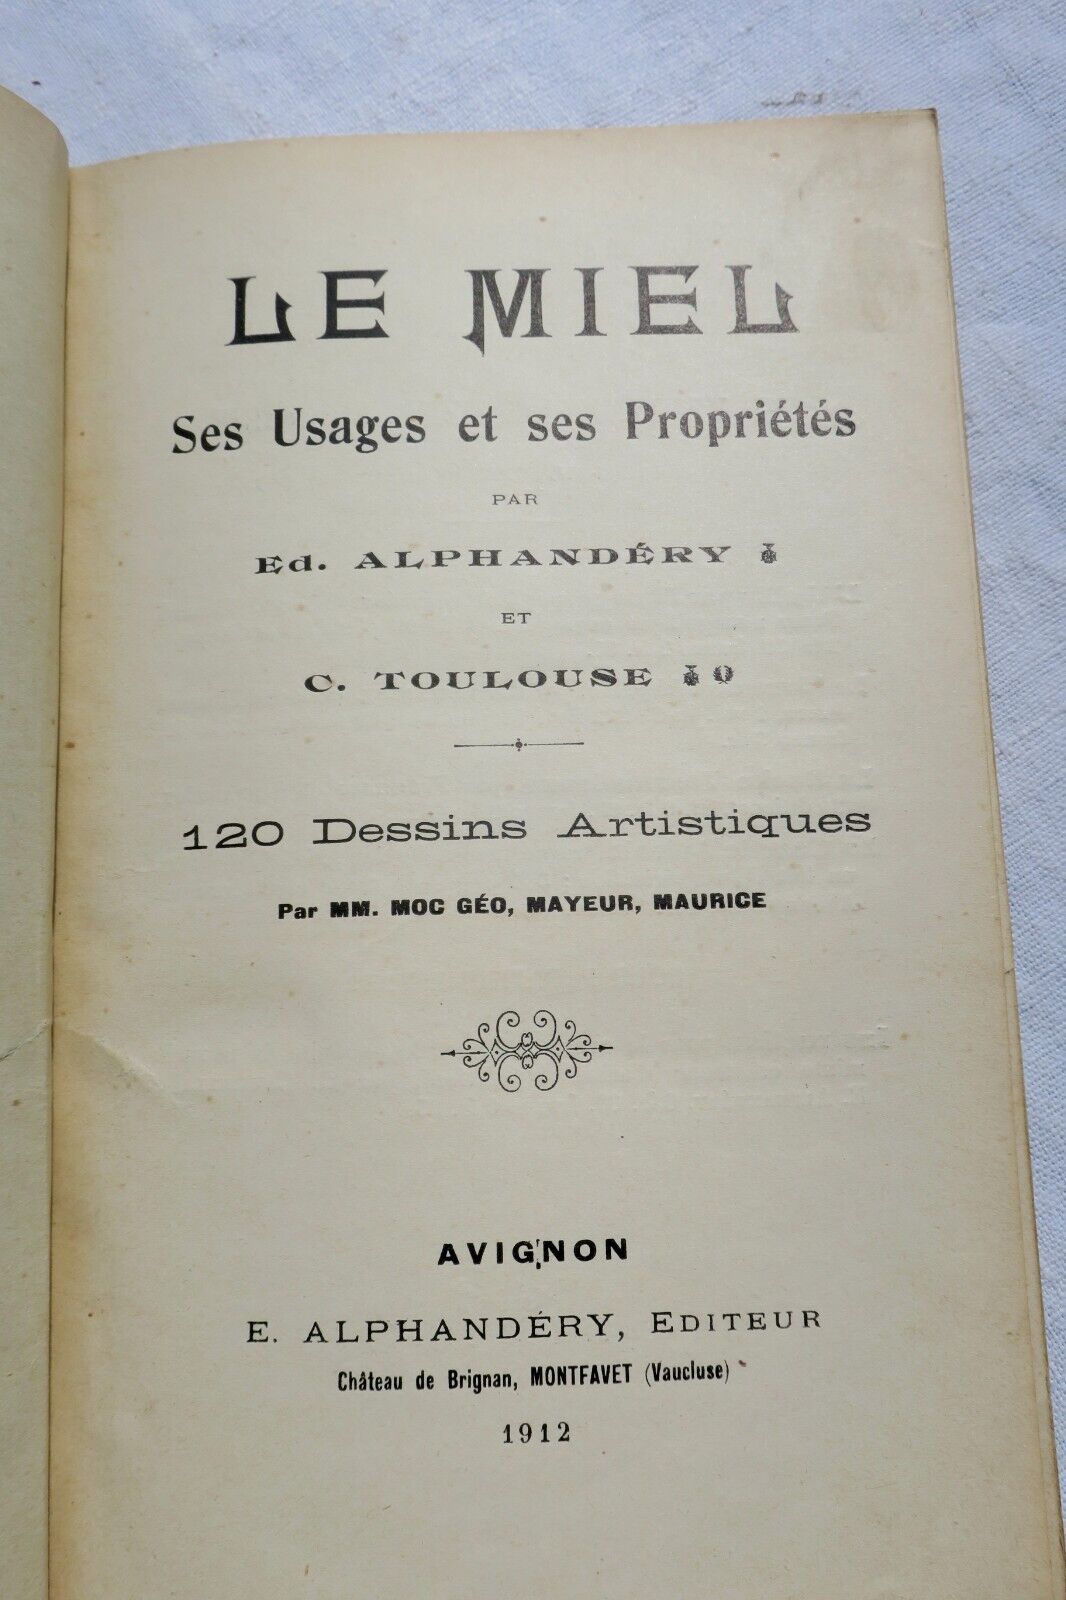 LE MIEL
Ses Usages et ses Propriétés
PAR
Ed. ALPHANDÉRY
ET
C. TOULOUSE
120 Dessins Artistiques
Par MM. MOC GÉO, MAYEUR, MAURICE
AVIGNON
E. ALPHANDÉRY, EDITEUR
Château de Brignan, MONTFAVET (Vaucluse)
1912